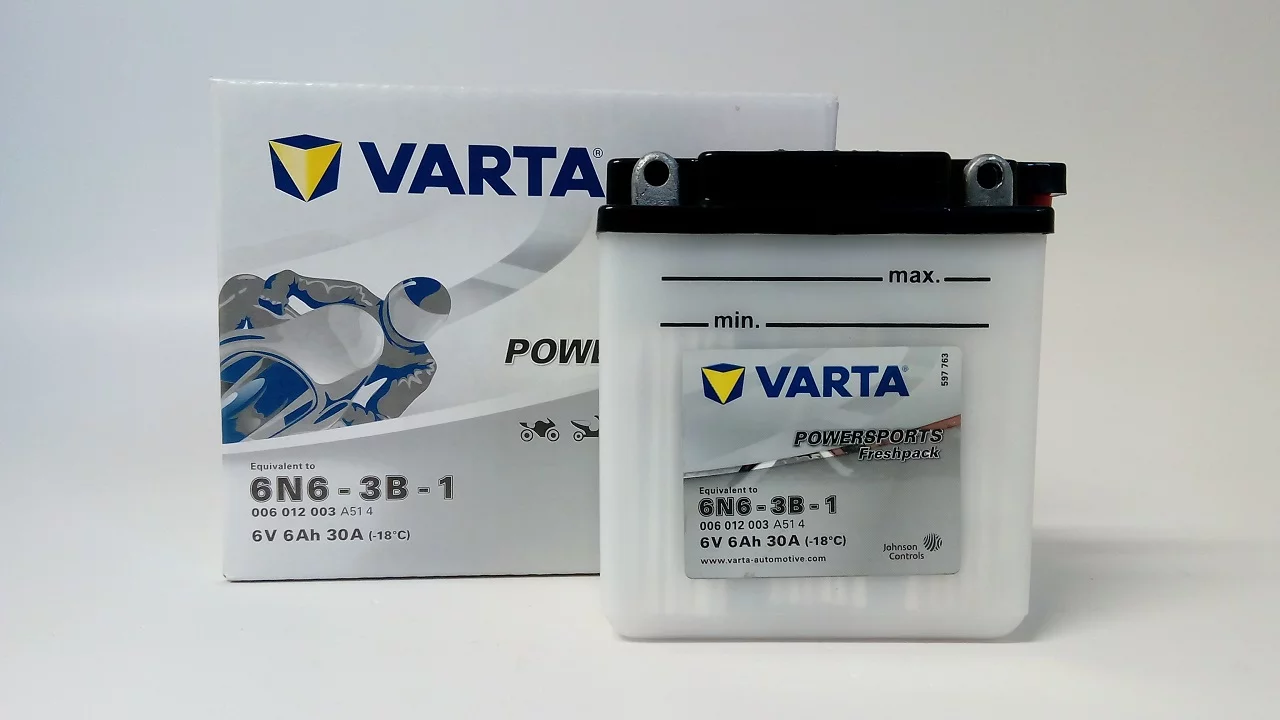 VARTA®
POWE
Equivalent to
6N6 - 3B - 1
006 012 003 A51 4
6V 6Ah 30A (-18°C)
max.
min.
VARTA®
597 763
POWERSPORTS
Freshpack
Equivalent to
6N6 - 3B - 1
006 012 003 A51 4
6V 6Ah 30A (-18°C)
www.varta-automotive.com
Johnson
Controls